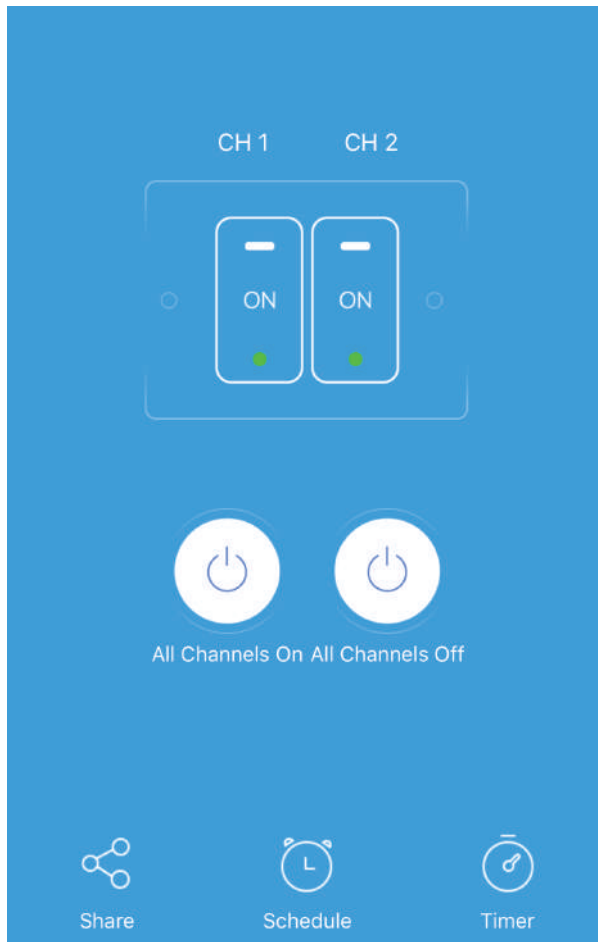 CH 1 CH 2
ON ON
All Channels On All Channels Off
Share Schedule Timer